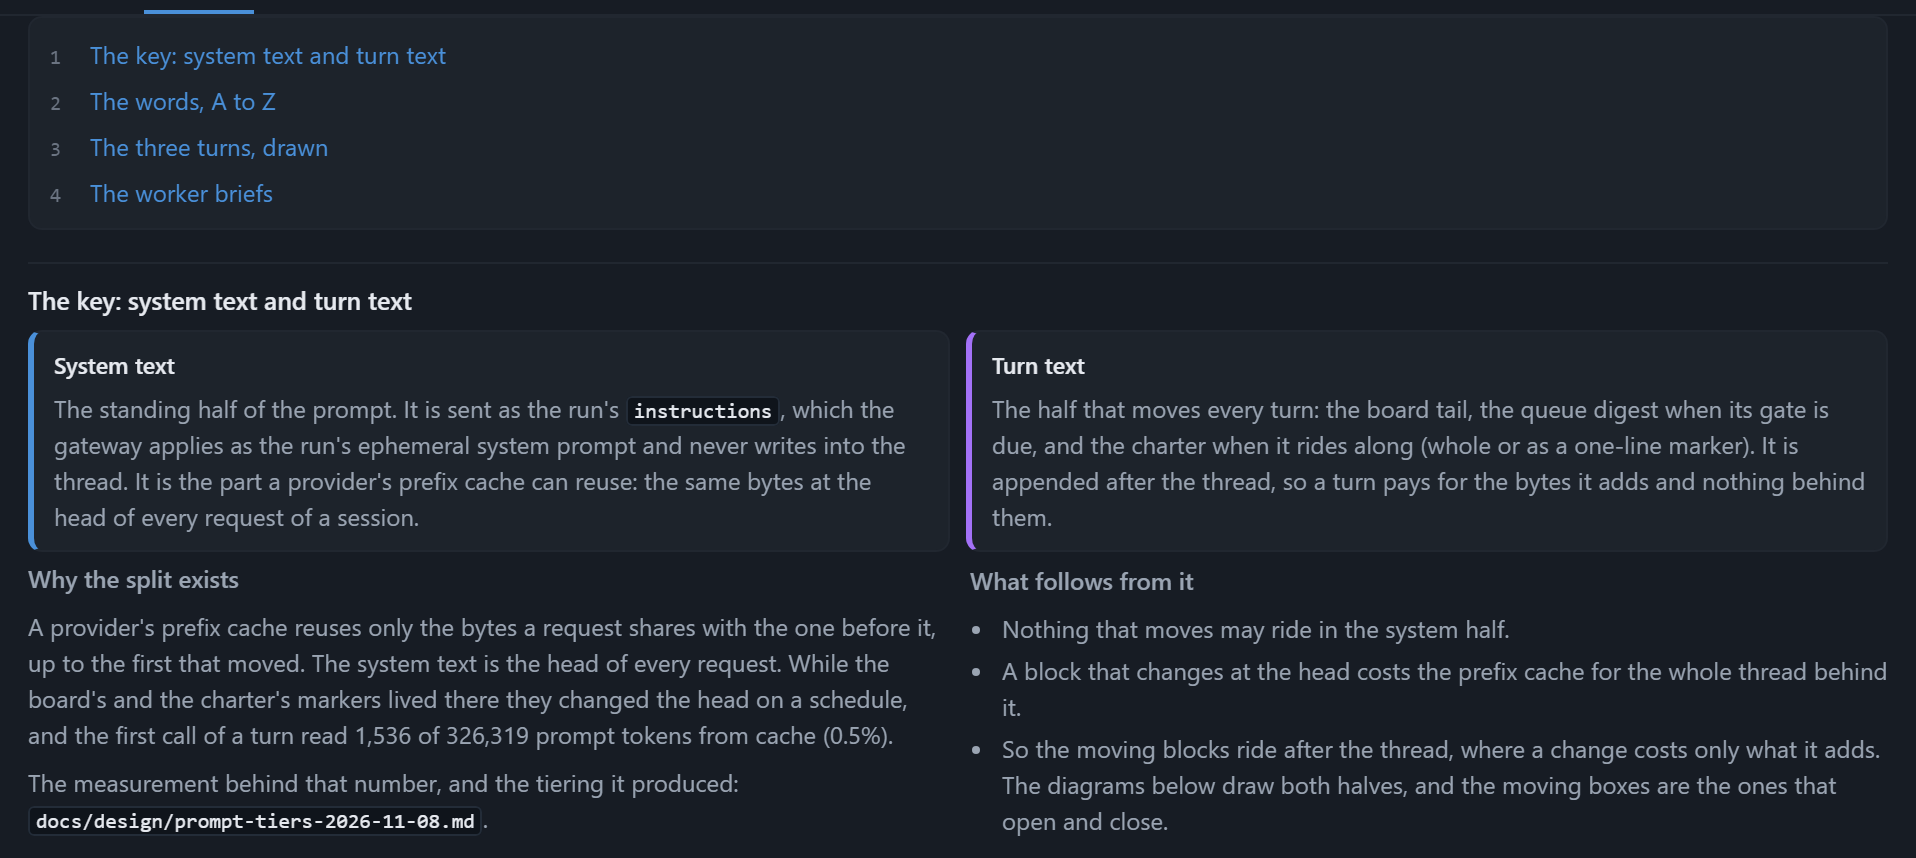 1 The key: system text and turn text
2 The words, A to Z
3 The three turns, drawn
4 The worker briefs
The key: system text and turn text
System text
The standing half of the prompt. It is sent as the run's instructions, which the
gateway applies as the run's ephemeral system prompt and never writes into the
thread. It is the part a provider's prefix cache can reuse: the same bytes at the
head of every request of a session.
Turn text
The half that moves every turn: the board tail, the queue digest when its gate is
due, and the charter when it rides along (whole or as a one-line marker). It is
appended after the thread, so a turn pays for the bytes it adds and nothing behind
them.
Why the split exists
A provider's prefix cache reuses only the bytes a request shares with the one before it,
up to the first that moved. The system text is the head of every request. While the
board's and the charter's markers lived there they changed the head on a schedule,
and the first call of a turn read 1,536 of 326,319 prompt tokens from cache (0.5%).
The measurement behind that number, and the tiering it produced:
docs/design/prompt-tiers-2026-11-08.md.
What follows from it
• Nothing that moves may ride in the system half.
• A block that changes at the head costs the prefix cache for the whole thread behind
it.
• So the moving blocks ride after the thread, where a change costs only what it adds.
The diagrams below draw both halves, and the moving boxes are the ones that
open and close.